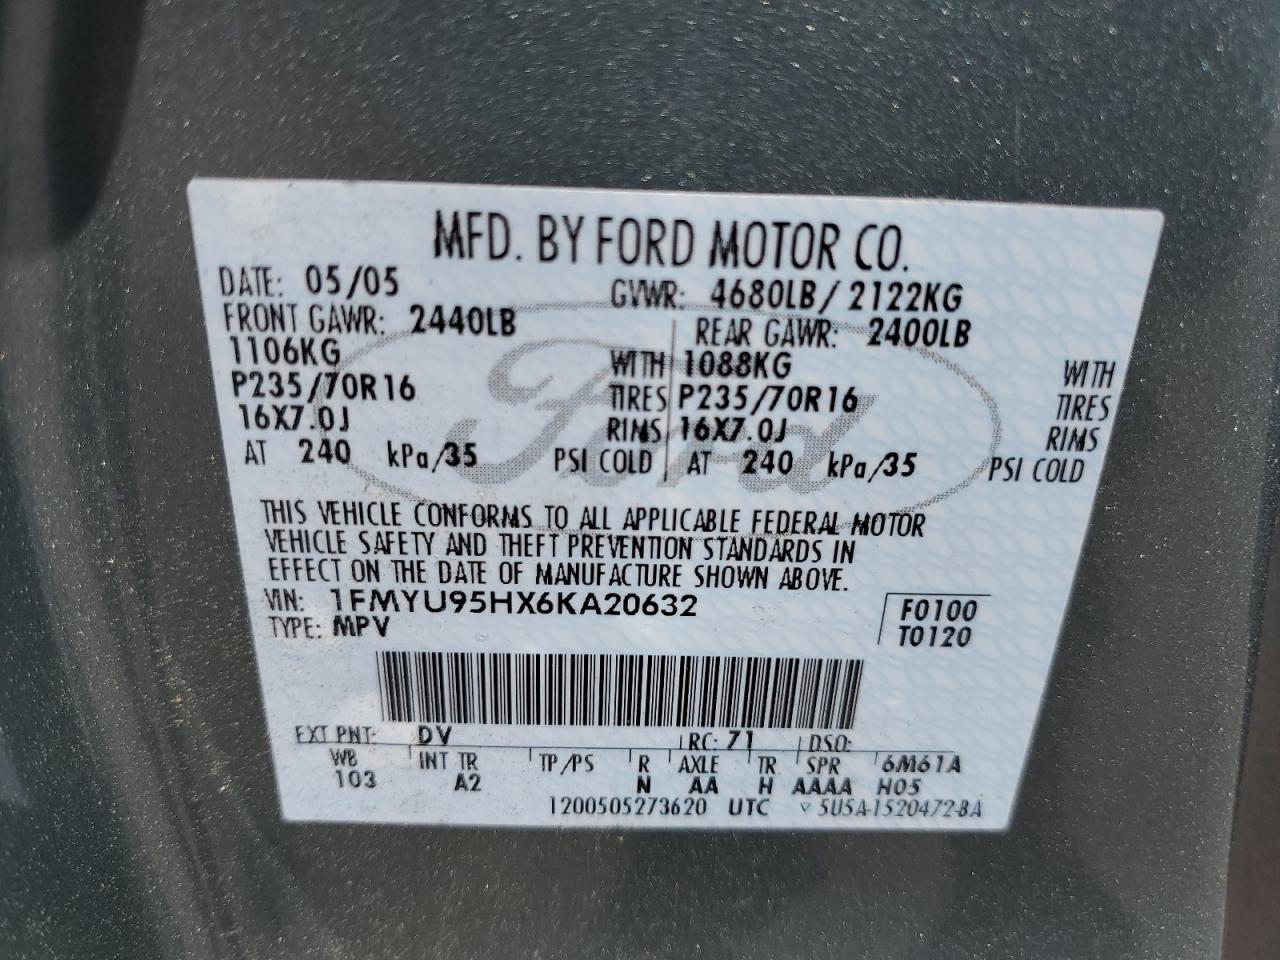 MFD. BY FORD MOTOR CO.
DATE: 05/05 GVWR: 4680LB/2122KG
FRONT GAWR: 2440LB REAR GAWR: 2400LB
1106KG WITH 1088KG WITH
P235/70R16 TIRES P235/70R16 TIRES
16X7.0J RIMS 16X7.0J RIMS
AT 240 kPa/35 PSI COLD AT 240 kPa/35 PSI COLD
Ford
THIS VEHICLE CONFORMS TO ALL APPLICABLE FEDERAL MOTOR
VEHICLE SAFETY AND THEFT PREVENTION STANDARDS IN
EFFECT ON THE DATE OF MANUFACTURE SHOWN ABOVE.
VIN: 1FMYU95HX6KA20632 F0100
TYPE: MPV T0120
EXT PNT: DV RC: 71 DSO:
WB INT TR TP/PS R AXLE TR SPR 6M61A
103 A2 N AA H AAAA H05
1200505273620 UTC ▽ 5U5A-1520472-BA